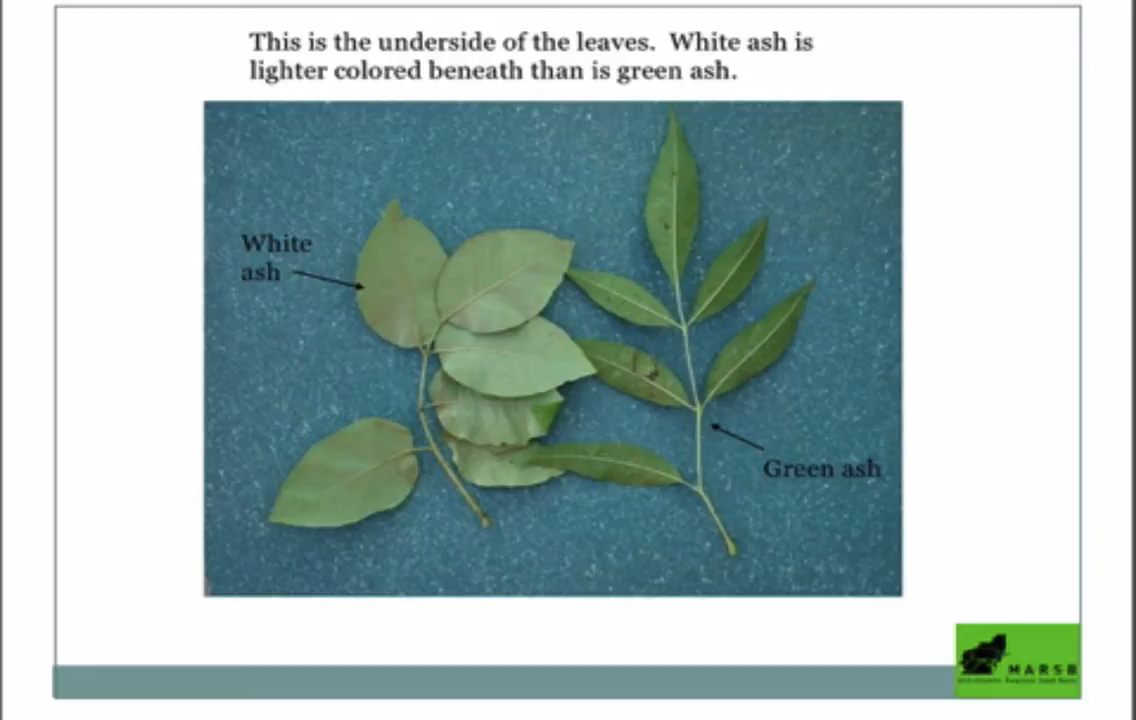 This is the underside of the leaves. White ash is
lighter colored beneath than is green ash.
White
ash
Green ash
MARSB